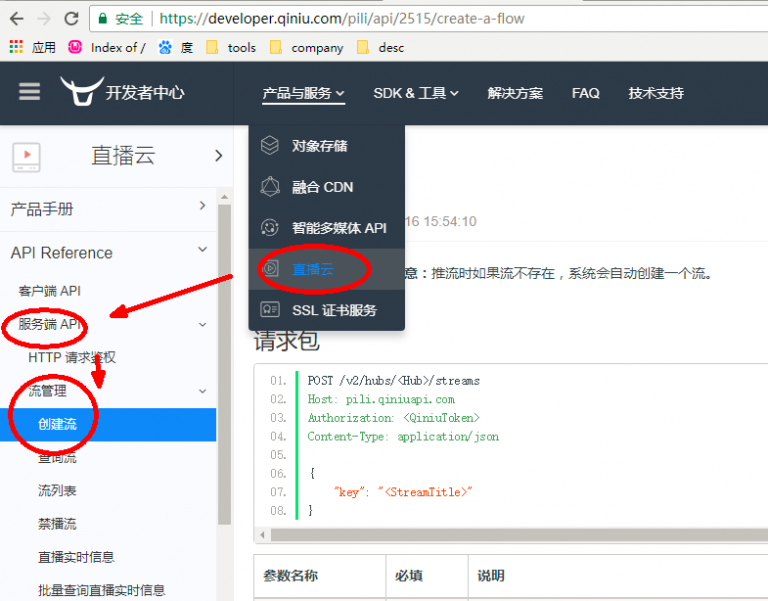 安全 | https://developer.qiniu.com/pili/api/2515/create-a-flow
应用 Index of / 度 tools company desc
开发者中心 产品与服务 SDK & 工具 解决方案 FAQ 技术支持
直播云
产品手册
API Reference
客户端 API
服务端 API
HTTP 请求鉴权
流管理
创建流
查询流
流列表
禁播流
直播实时信息
批量查询直播实时信息
对象存储
融合 CDN
智能多媒体 API
直播云
SSL 证书服务
16 15:54:10
意：推流时如果流不存在，系统会自动创建一个流。
请求包
01. POST /v2/hubs/<Hub>/streams
02. Host: pili.qiniuapi.com
03. Authorization: <QiniuToken>
04. Content-Type: application/json
05.
06. {
07. "key": "<StreamTitle>"
08. }
参数名称 必填 说明